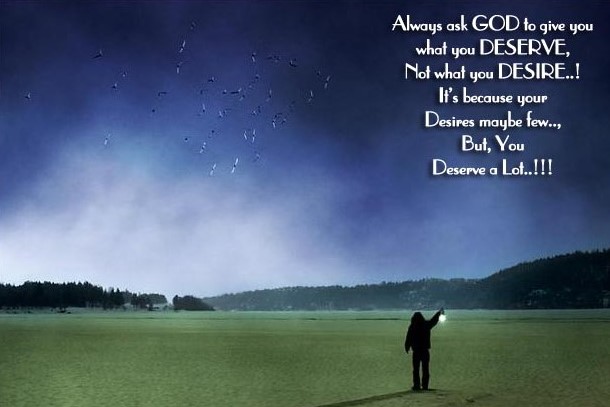 Always ask GOD to give you
what you DESERVE,
Not what you DESIRE..!
It's because your
Desires maybe few..,
But, You
Deserve a Lot..!!!